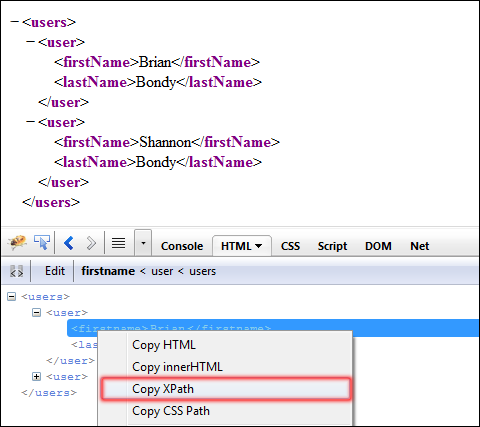 − <users>
− <user>
<firstName>Brian</firstName>
<lastName>Bondy</lastName>
</user>
− <user>
<firstName>Shannon</firstName>
<lastName>Bondy</lastName>
</user>
</users>
Console HTML CSS Script DOM Net
Edit firstname < user < users
<users>
<user>
<firstname>Brian</firstname>
<las
Copy HTML
</user>
Copy innerHTML
<user>
Copy XPath
</users>
Copy CSS Path